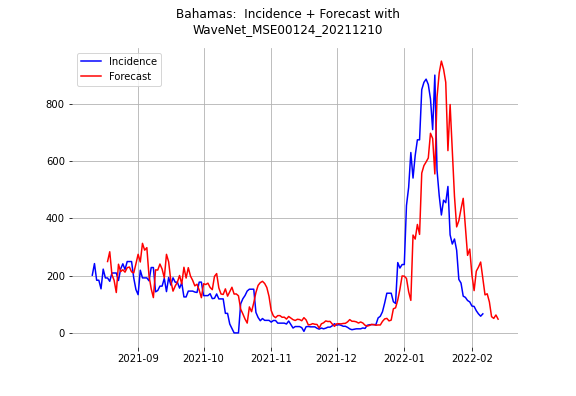 Bahamas:  Incidence + Forecast with
WaveNet_MSE00124_20211210
Incidence
Forecast
800
600
400
200
0
2021-09 2021-10 2021-11 2021-12 2022-01 2022-02